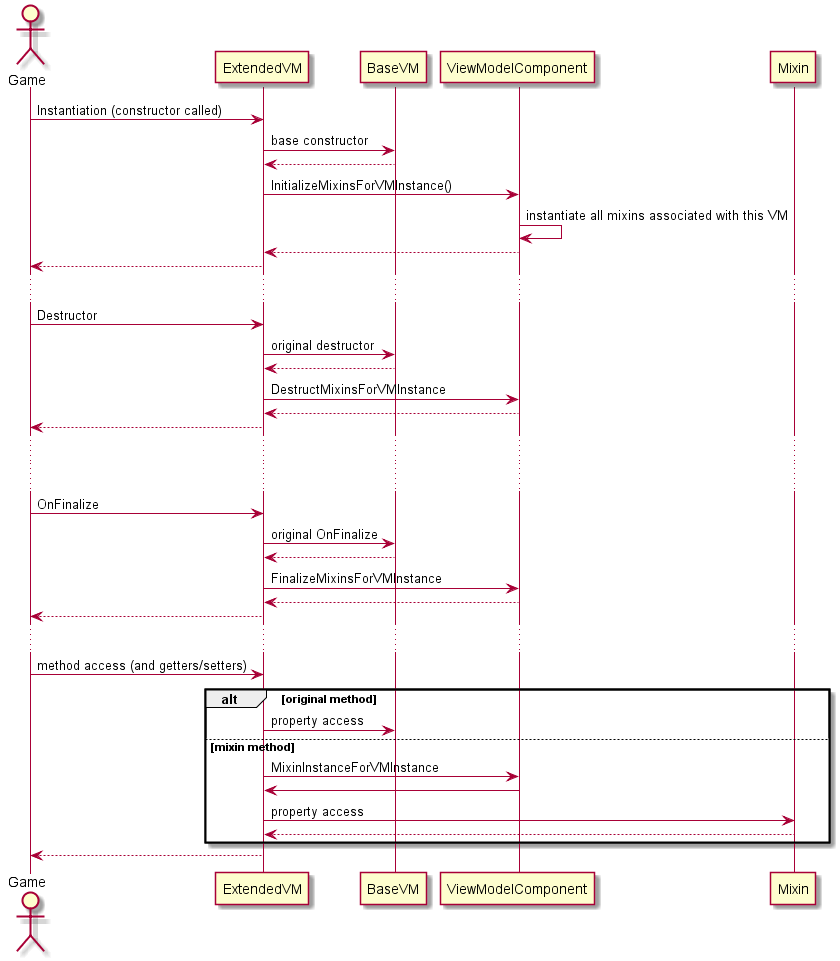 Game
ExtendedVM
BaseVM
ViewModelComponent
Mixin
Instantiation (constructor called)
base constructor
InitializeMixinsForVMInstance()
instantiate all mixins associated with this VM
Destructor
original destructor
DestructMixinsForVMInstance
OnFinalize
original OnFinalize
FinalizeMixinsForVMInstance
method access (and getters/setters)
alt
[original method]
property access
[mixin method]
MixinInstanceForVMInstance
property access
Game
ExtendedVM
BaseVM
ViewModelComponent
Mixin